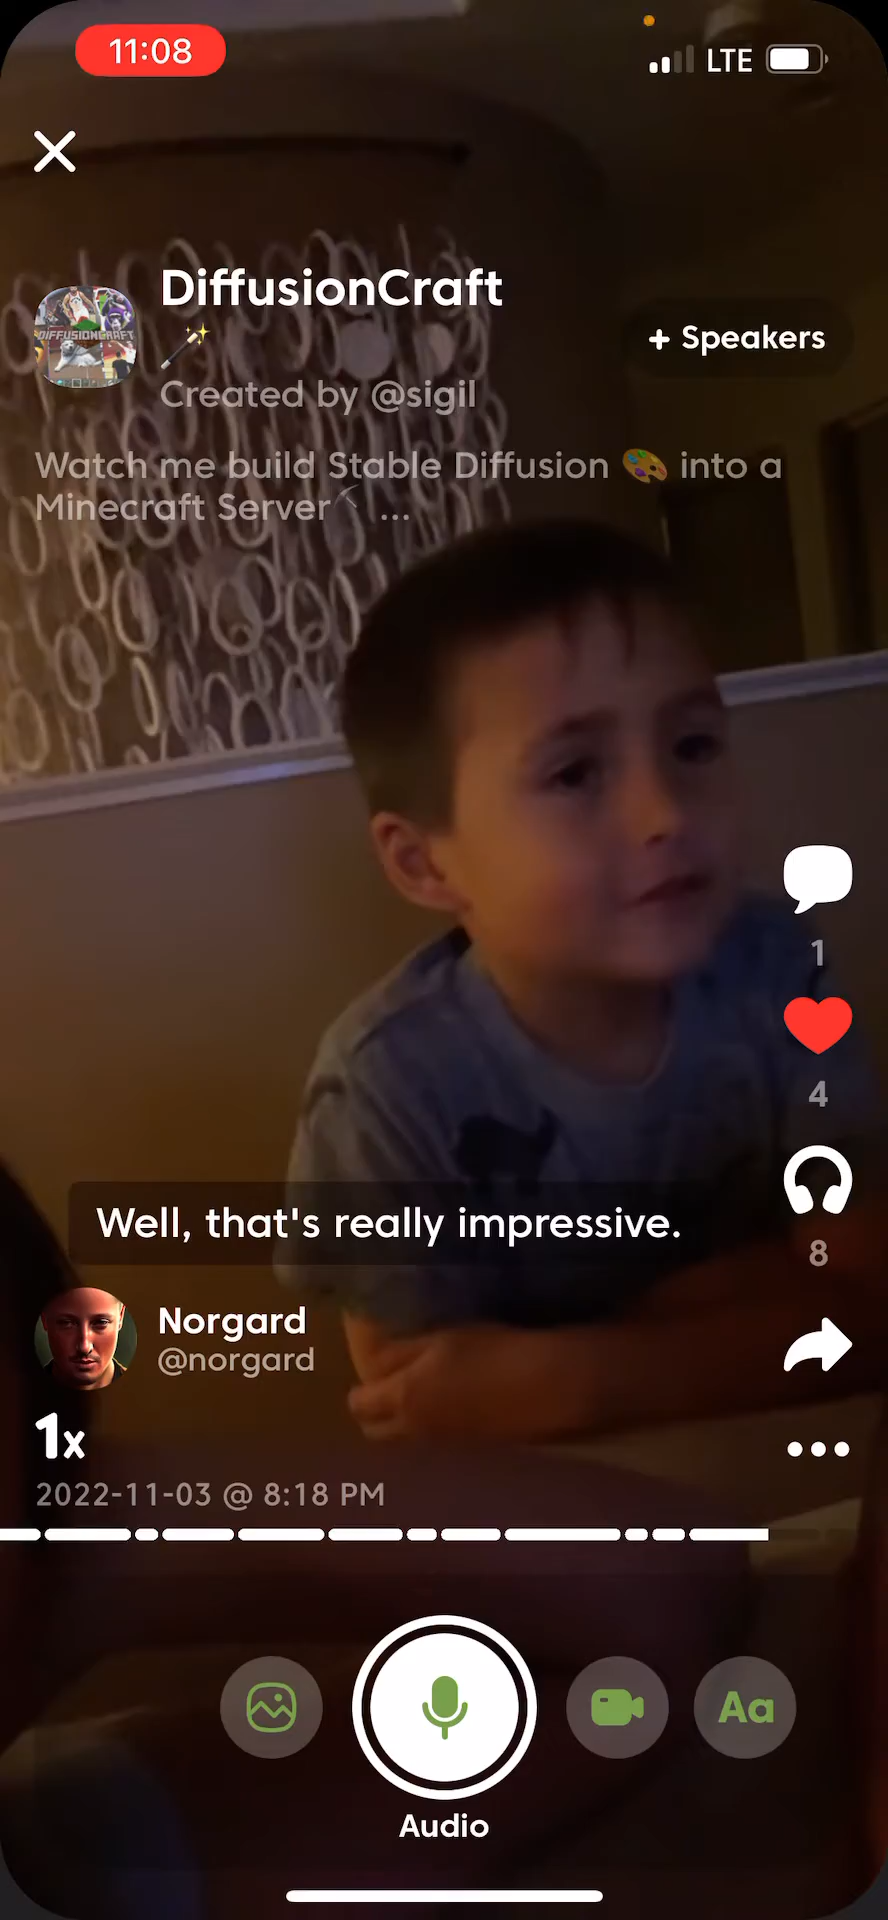 11:08
LTE
DiffusionCraft
🪄
+ Speakers
DIFFUSIONCRAFT
Created by @sigil
Watch me build Stable Diffusion 🎨 into a
Minecraft Server⛏ ...
1
4
8
Well, that's really impressive.
Norgard
@norgard
1x
2022-11-03 @ 8:18 PM
Aa
Audio